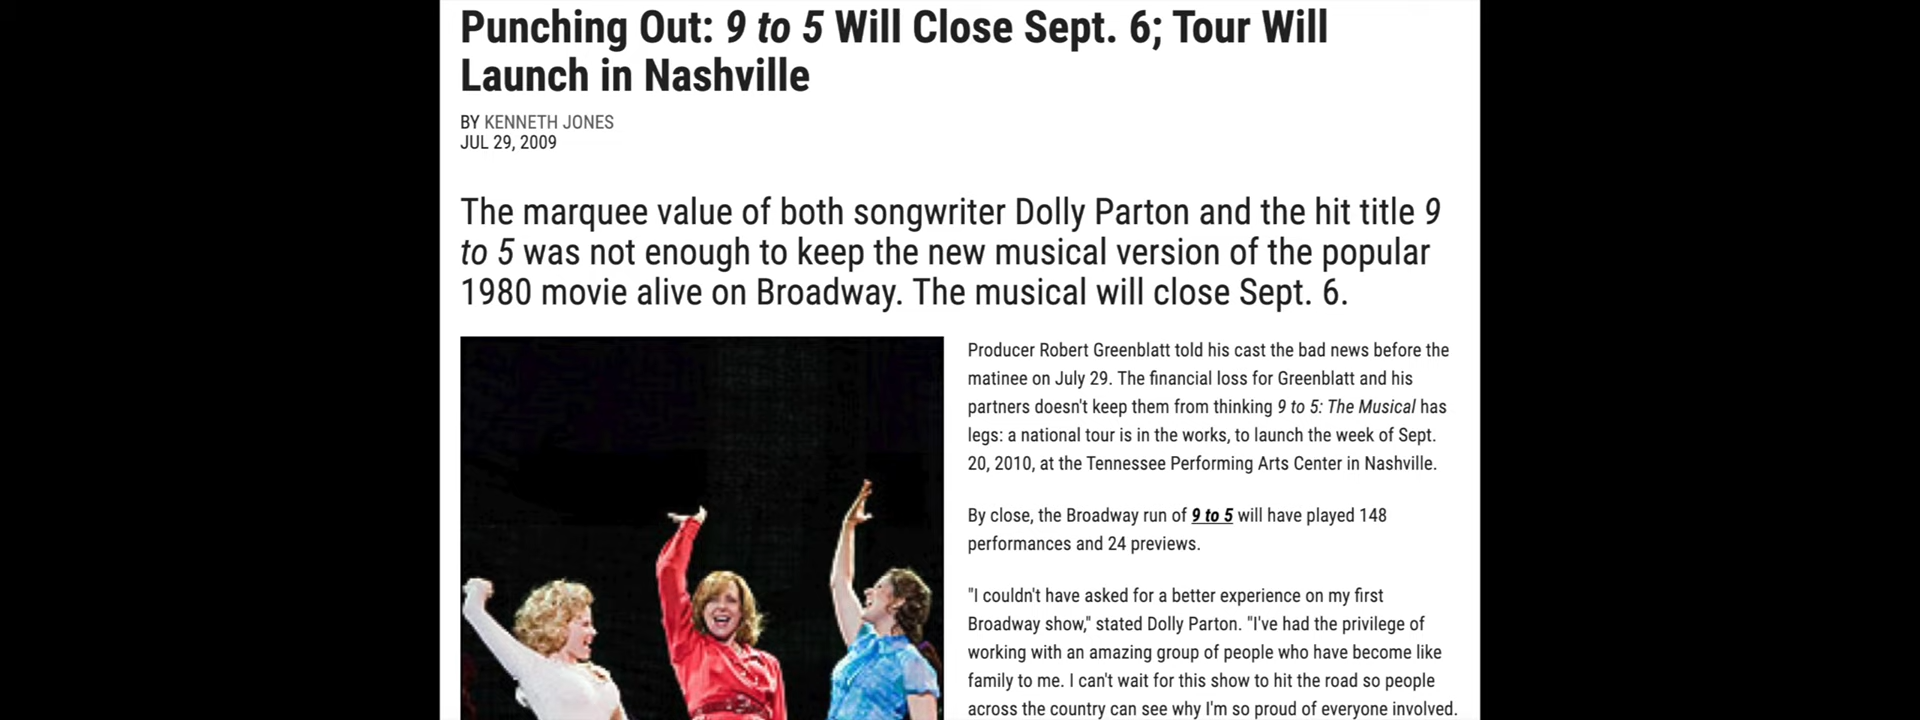 Punching Out: 9 to 5 Will Close Sept. 6; Tour Will
Launch in Nashville
BY KENNETH JONES
JUL 29, 2009
The marquee value of both songwriter Dolly Parton and the hit title 9
to 5 was not enough to keep the new musical version of the popular
1980 movie alive on Broadway. The musical will close Sept. 6.
Producer Robert Greenblatt told his cast the bad news before the
matinee on July 29. The financial loss for Greenblatt and his
partners doesn't keep them from thinking 9 to 5: The Musical has
legs: a national tour is in the works, to launch the week of Sept.
20, 2010, at the Tennessee Performing Arts Center in Nashville.
By close, the Broadway run of 9 to 5 will have played 148
performances and 24 previews.
"I couldn't have asked for a better experience on my first
Broadway show," stated Dolly Parton. "I've had the privilege of
working with an amazing group of people who have become like
family to me. I can't wait for this show to hit the road so people
across the country can see why I'm so proud of everyone involved.